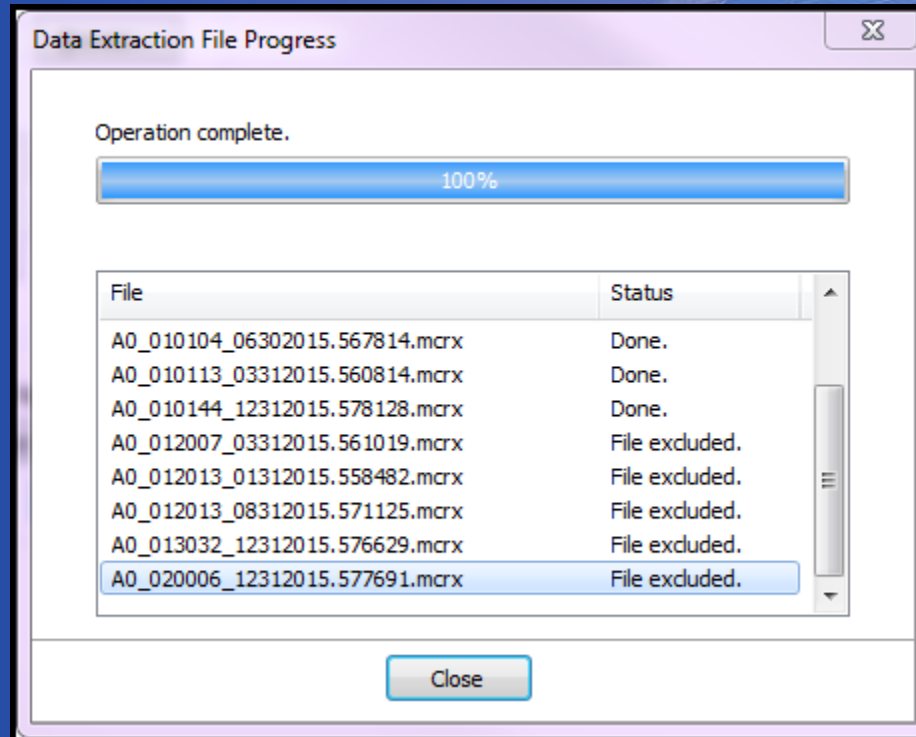 Data Extraction File Progress
Operation complete.
100%
File Status
A0_010104_06302015.567814.mcrx Done.
A0_010113_03312015.560814.mcrx Done.
A0_010144_12312015.578128.mcrx Done.
A0_012007_03312015.561019.mcrx File excluded.
A0_012013_01312015.558482.mcrx File excluded.
A0_012013_08312015.571125.mcrx File excluded.
A0_013032_12312015.576629.mcrx File excluded.
A0_020006_12312015.577691.mcrx File excluded.
Close